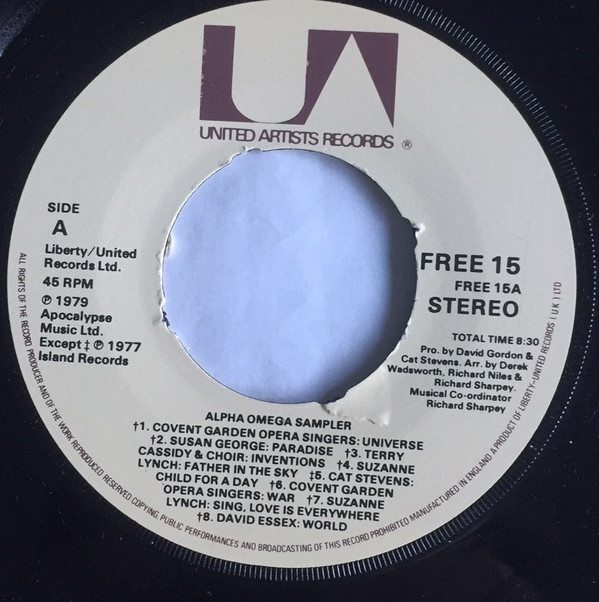 UA
UNITED ARTISTS RECORDS ®
SIDE
A
Liberty/United
Records Ltd.
45 RPM
℗ 1979
Apocalypse
Music Ltd.
Except ‡ ℗ 1977
Island Records
FREE 15
FREE 15A
STEREO
TOTAL TIME 8:30
Pro. by David Gordon &
Cat Stevens. Arr. by Derek
Wadsworth, Richard Niles &
Richard Sharpey.
Musical Co-ordinator
Richard Sharpey
ALPHA OMEGA SAMPLER
†1. COVENT GARDEN OPERA SINGERS: UNIVERSE
†2. SUSAN GEORGE: PARADISE †3. TERRY
CASSIDY & CHOIR: INVENTIONS †4. SUZANNE
LYNCH: FATHER IN THE SKY ‡5. CAT STEVENS:
CHILD FOR A DAY †6. COVENT GARDEN
OPERA SINGERS: WAR †7. SUZANNE
LYNCH: SING, LOVE IS EVERYWHERE
†8. DAVID ESSEX: WORLD
ALL RIGHTS OF THE RECORD PRODUCER AND OF THE WORK REPRODUCED RESERVED COPYING PUBLIC PERFORMANCES AND BROADCASTING OF THIS RECORD PROHIBITED MANUFACTURED IN ENGLAND A PRODUCT OF LIBERTY-UNITED RECORDS (UK) LTD